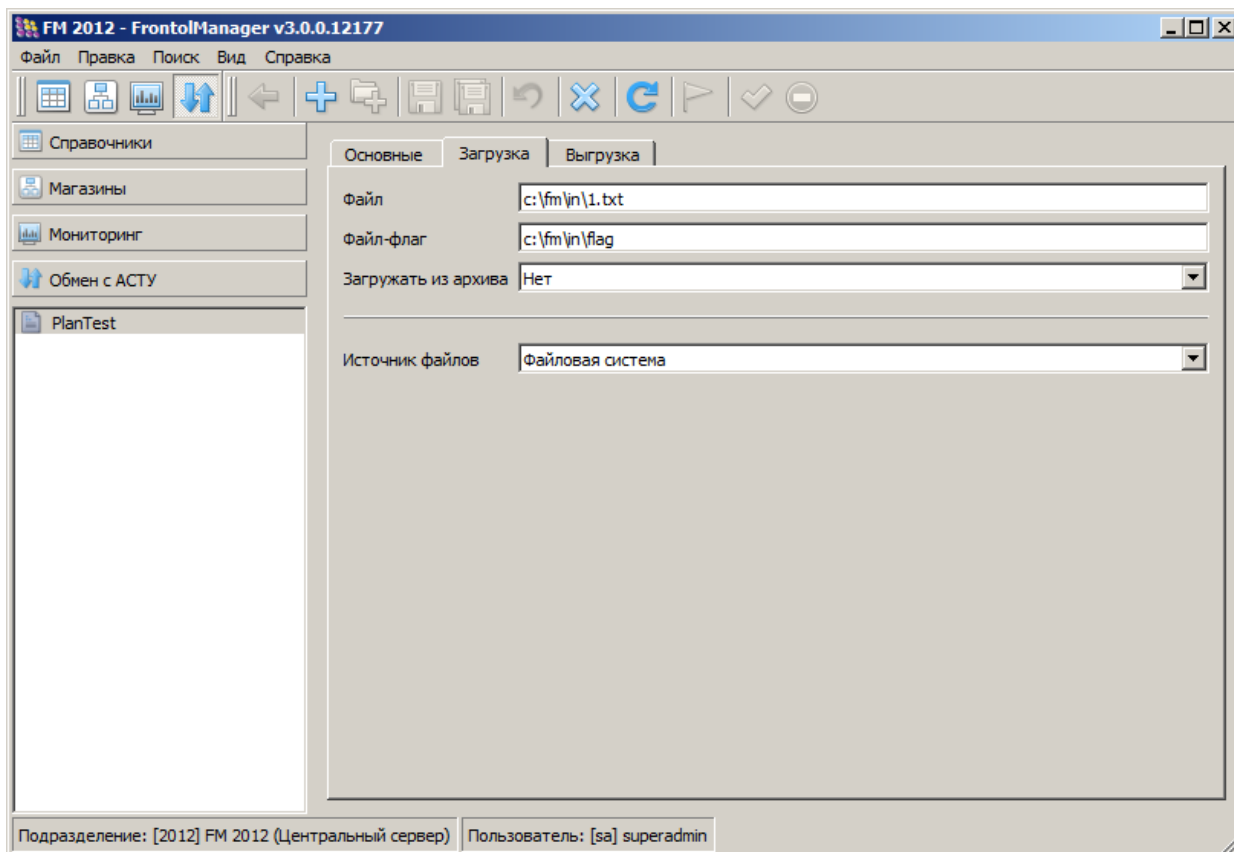 FM 2012 - FrontolManager v3.0.0.12177
Файл Правка Поиск Вид Справка
Справочники
Магазины
Мониторинг
Обмен с АСТУ
PlanTest
Основные Загрузка Выгрузка
Файл c:\fm\in\1.txt
Файл-флаг c:\fm\in\flag
Загружать из архива Нет
Источник файлов Файловая система
Подразделение: [2012] FM 2012 (Центральный сервер) Пользователь: [sa] superadmin